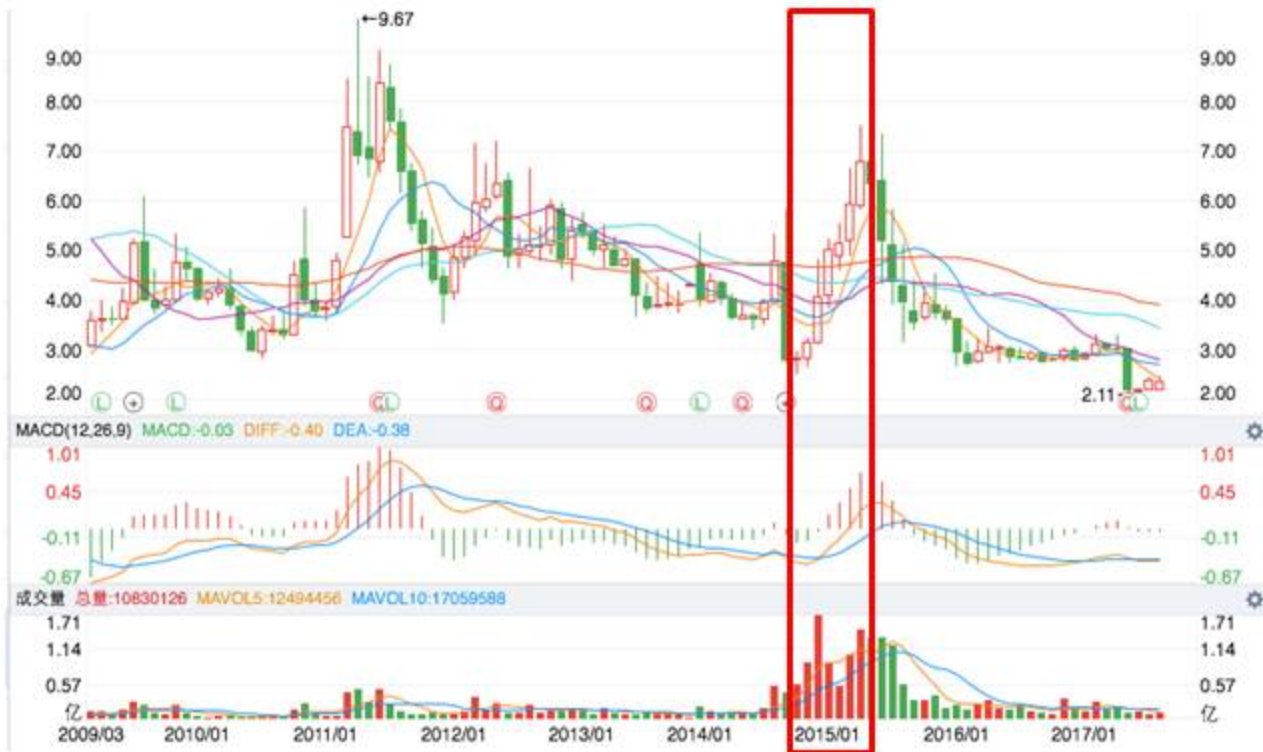 ←9.67
9.00 9.00
8.00 8.00
7.00 7.00
6.00 6.00
5.00 5.00
4.00 4.00
3.00 3.00
2.00 2.11 2.00
L + L Q L Q Q L Q L
MACD(12,26,9) MACD:-0.03 DIFF:-0.40 DEA:-0.38
1.01 1.01
0.45 0.45
-0.11 -0.11
-0.67 -0.67
成交量 总量:10830126 MAVOL5:12494456 MAVOL10:17059588
1.71 1.71
1.14 1.14
0.57 0.57
亿 亿
2009/03 2010/01 2011/01 2012/01 2013/01 2014/01 2015/01 2016/01 2017/01